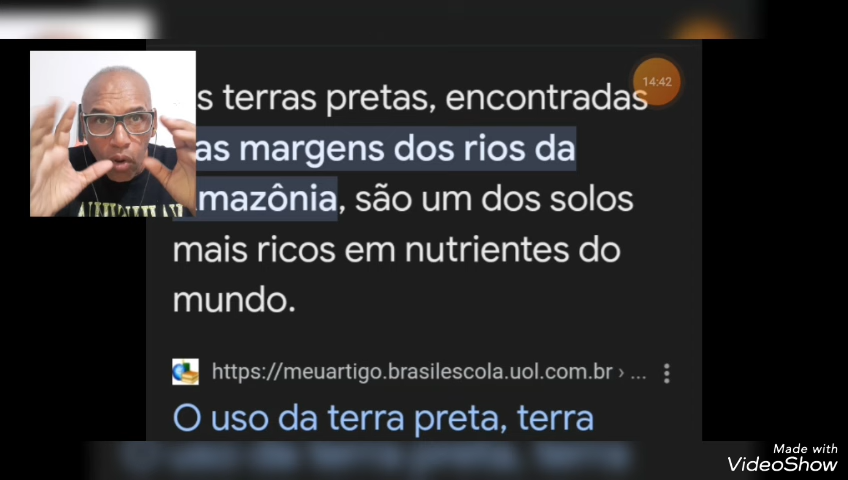 s terras pretas, encontradas
14:42
as margens dos rios da
mazônia, são um dos solos
mais ricos em nutrientes do
mundo.
https://meuartigo.brasilescola.uol.com.br › ...
O uso da terra preta, terra
Made with
VideoShow